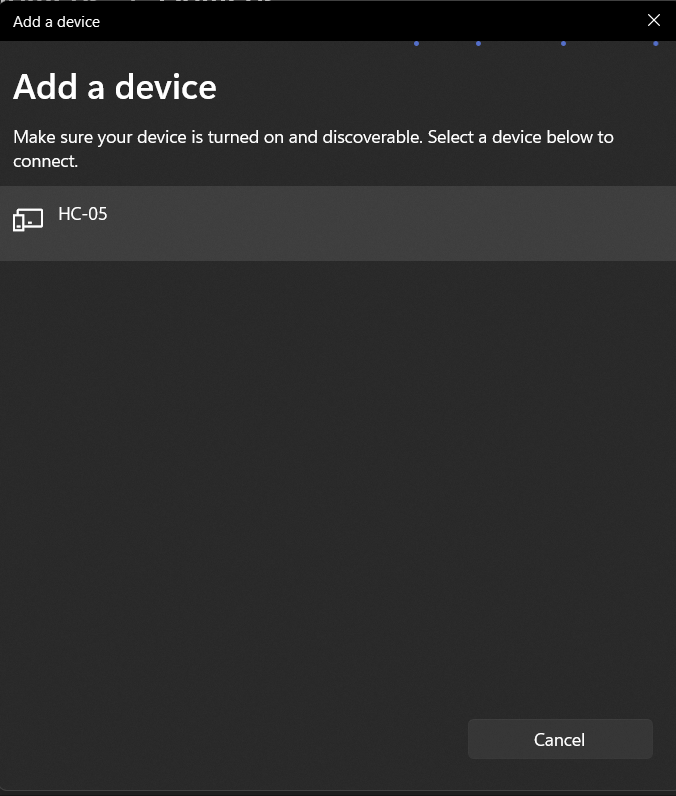 Add a device
Add a device
Make sure your device is turned on and discoverable. Select a device below to
connect.
HC-05
Cancel